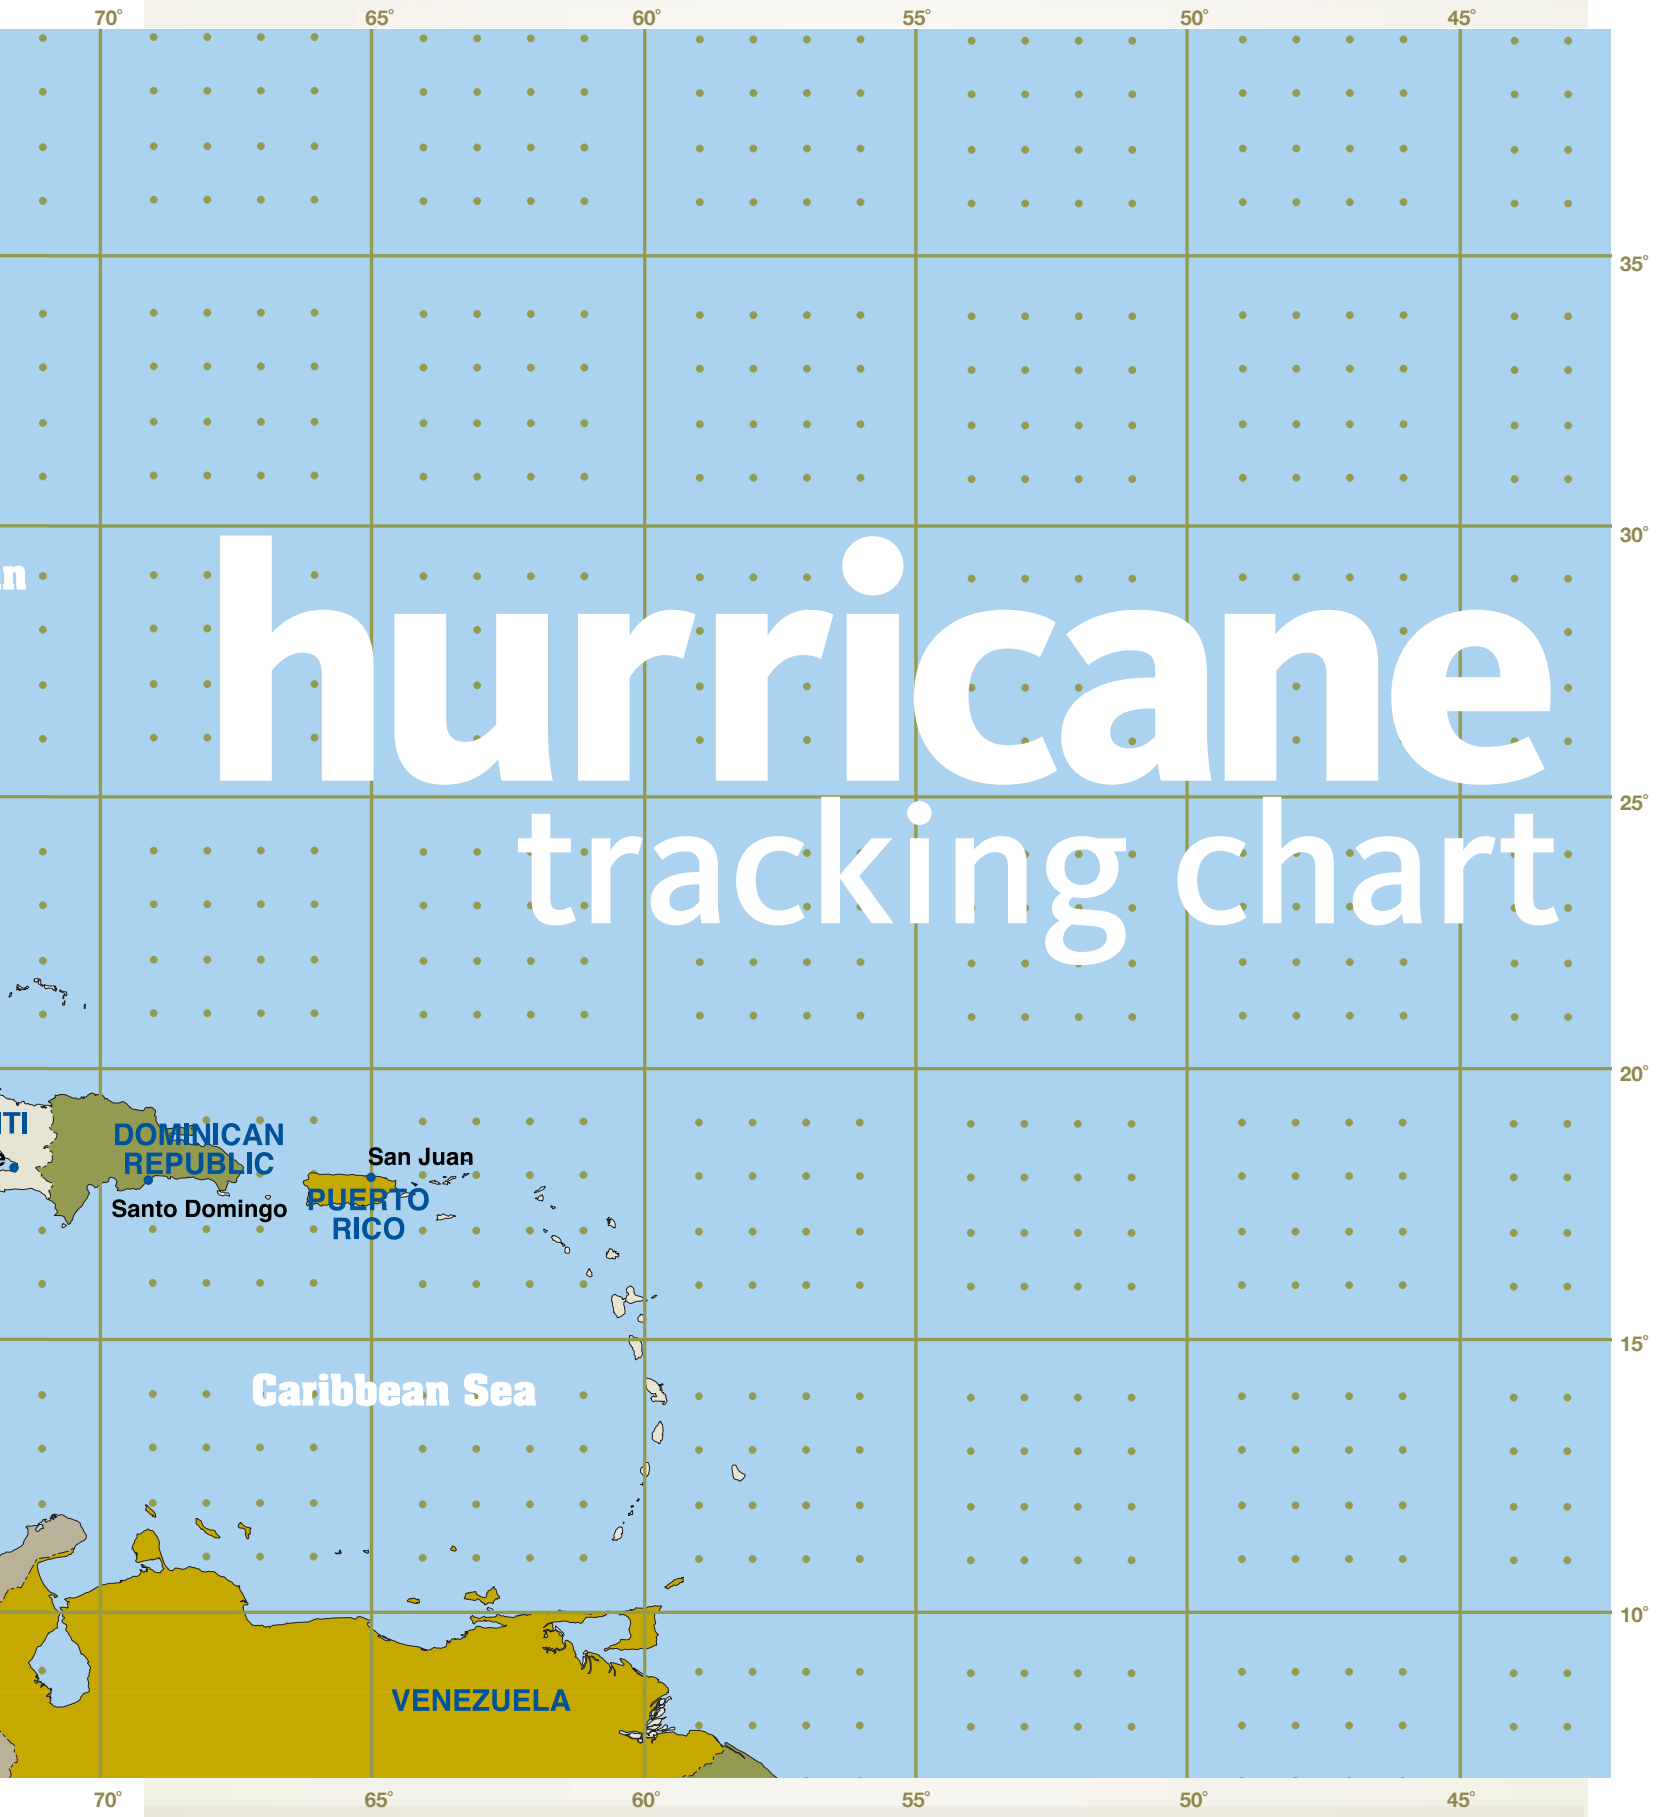 70° 65° 60° 55° 50° 45°
35°
30°
n
hurricane
25°
tracking chart
20°
ITI
DOMINICAN
REPUBLIC
e
San Juan
Santo Domingo
PUERTO
RICO
15°
Caribbean Sea
10°
VENEZUELA
70° 65° 60° 55° 50° 45°